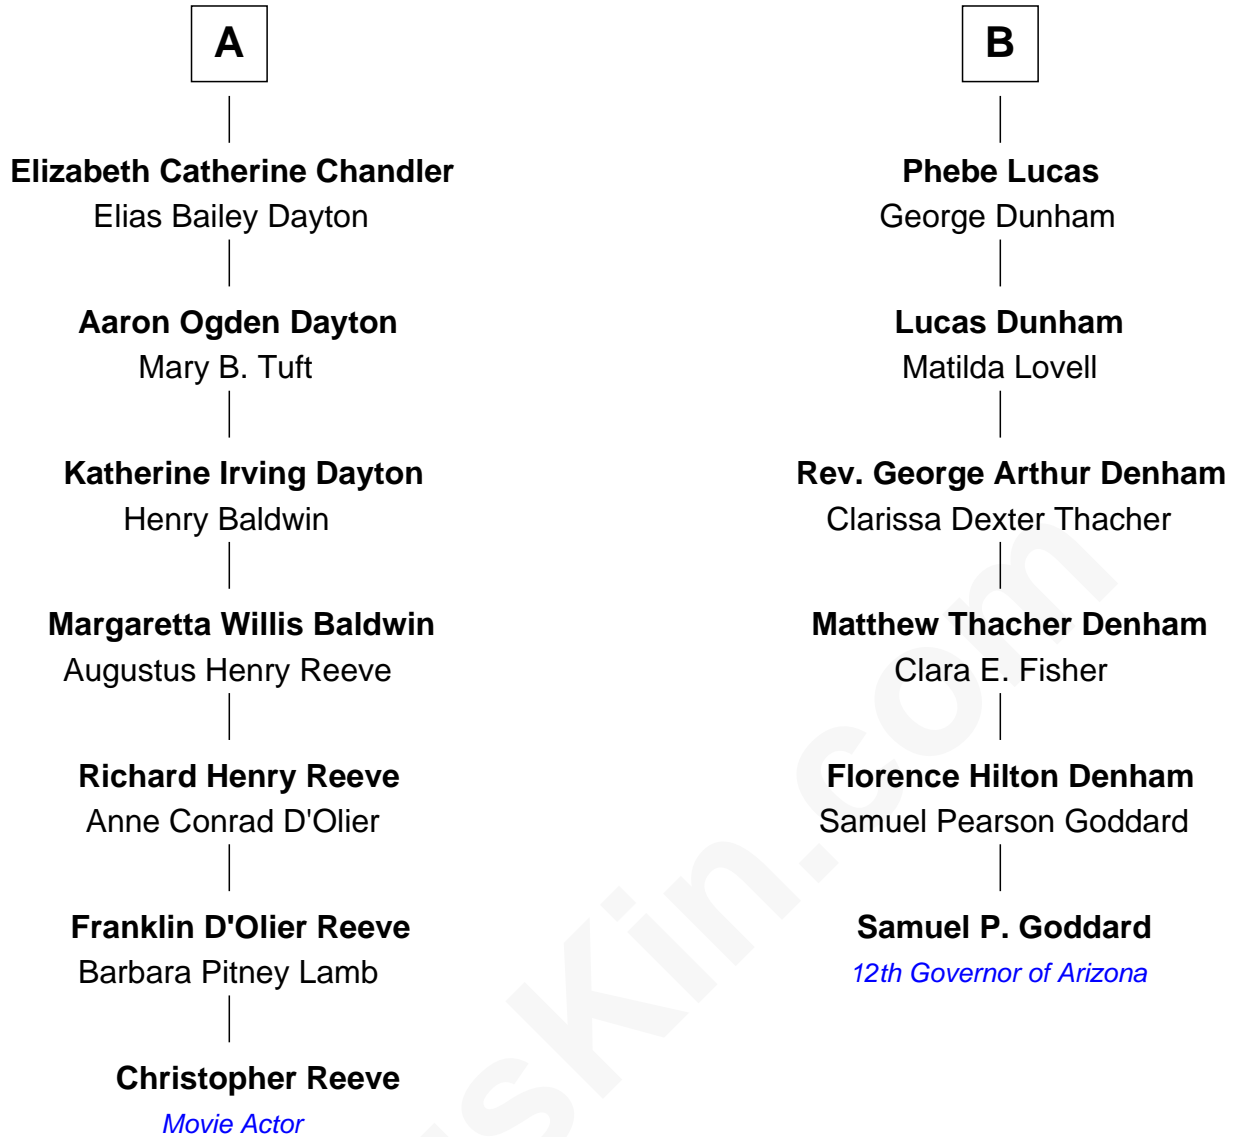 A
B
Elizabeth Catherine Chandler
Elias Bailey Dayton
Phebe Lucas
George Dunham
Aaron Ogden Dayton
Mary B. Tuft
Lucas Dunham
Matilda Lovell
Katherine Irving Dayton
Henry Baldwin
Rev. George Arthur Denham
Clarissa Dexter Thacher
Margaretta Willis Baldwin
Augustus Henry Reeve
Matthew Thacher Denham
Clara E. Fisher
Richard Henry Reeve
Anne Conrad D'Olier
Florence Hilton Denham
Samuel Pearson Goddard
Franklin D'Olier Reeve
Barbara Pitney Lamb
Samuel P. Goddard
12th Governor of Arizona
Christopher Reeve
Movie Actor
sKin.com